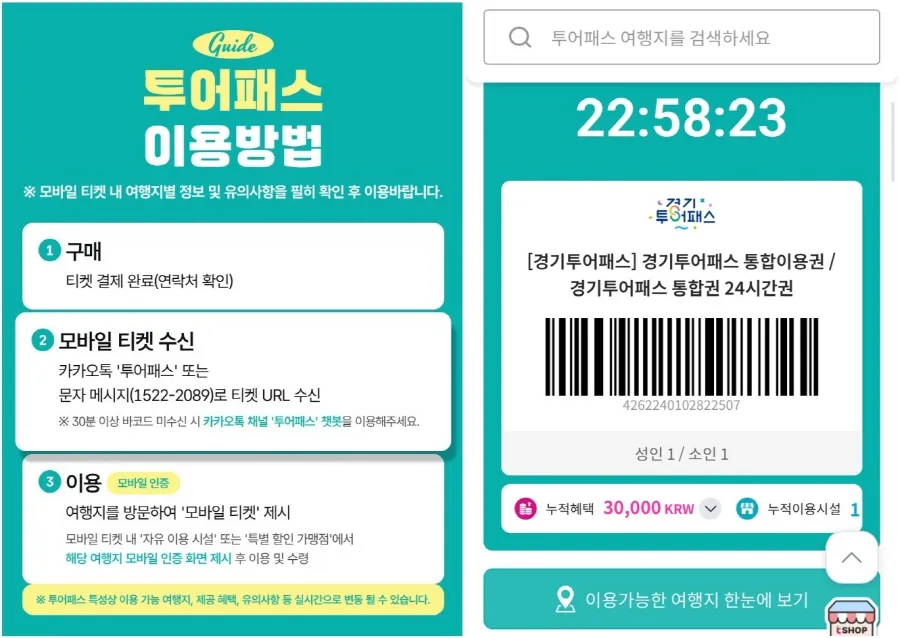 Guide
투어패스
이용방법
※ 모바일 티켓 내 여행지별 정보 및 유의사항을 필히 확인 후 이용바랍니다.
1 구매
티켓 결제 완료(연락처 확인)
2 모바일 티켓 수신
카카오톡 '투어패스' 또는
문자 메시지(1522-2089)로 티켓 URL 수신
※ 30분 이상 바코드 미수신 시 카카오톡 채널 '투어패스' 챗봇을 이용해주세요.
3 이용 모바일 인증
여행지를 방문하여 '모바일 티켓' 제시
모바일 티켓 내 '자유 이용 시설' 또는 '특별 할인 가맹점'에서
해당 여행지 모바일 인증 화면 제시 후 이용 및 수령
※ 투어패스 특성상 이용 가능 여행지, 제공 혜택, 유의사항 등 실시간으로 변동 될 수 있습니다.
투어패스 여행지를 검색하세요
22:58:23
경기
투어패스
[경기투어패스] 경기투어패스 통합이용권 /
경기투어패스 통합권 24시간권
4262240102822507
성인 1 / 소인 1
누적혜택 30,000 KRW 누적이용시설 1
이용가능한 여행지 한눈에 보기
tSHOP